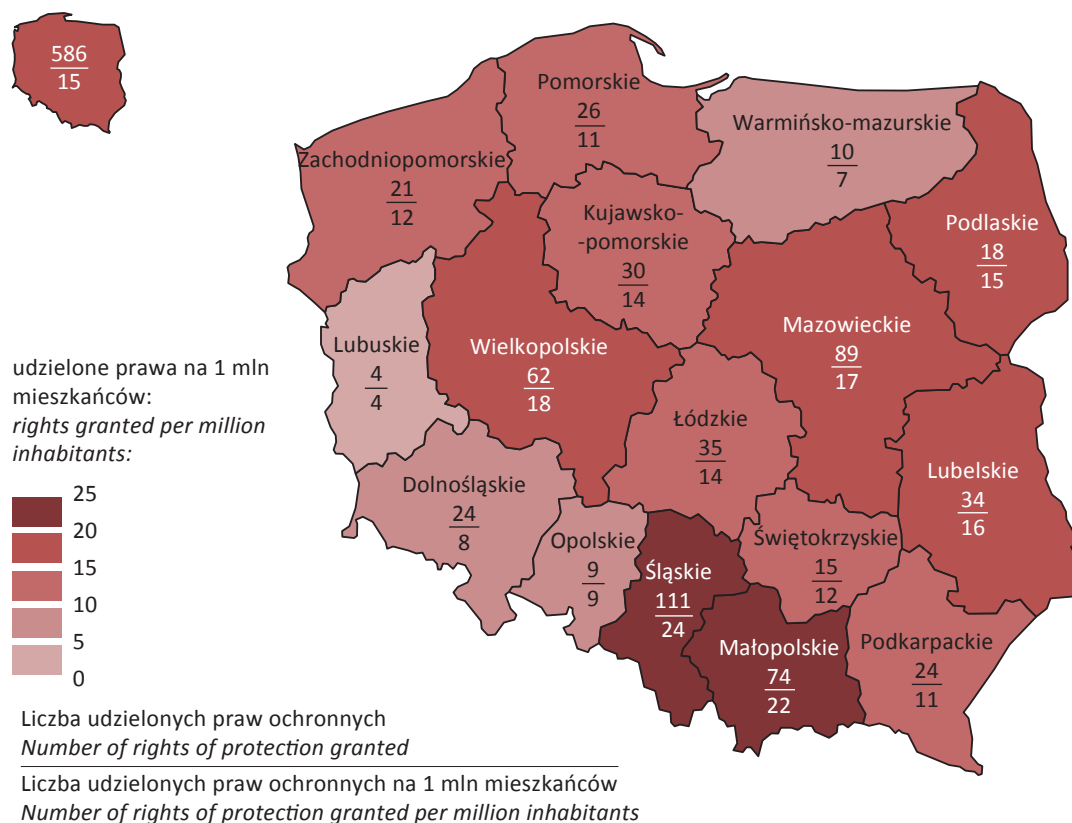 586
15
Pomorskie
26
11
Warmińsko-mazurskie
10
7
Zachodniopomorskie
21
12
Kujawsko-
-pomorskie
30
14
Podlaskie
18
15
Mazowieckie
89
17
Lubuskie
4
4
Wielkopolskie
62
18
Łódzkie
35
14
Lubelskie
34
16
Dolnośląskie
24
8
Opolskie
9
9
Śląskie
111
24
Świętokrzyskie
15
12
Małopolskie
74
22
Podkarpackie
24
11
udzielone prawa na 1 mln
mieszkańców:
rights granted per million
inhabitants:
25
20
15
10
5
0
Liczba udzielonych praw ochronnych
Number of rights of protection granted
Liczba udzielonych praw ochronnych na 1 mln mieszkańców
Number of rights of protection granted per million inhabitants